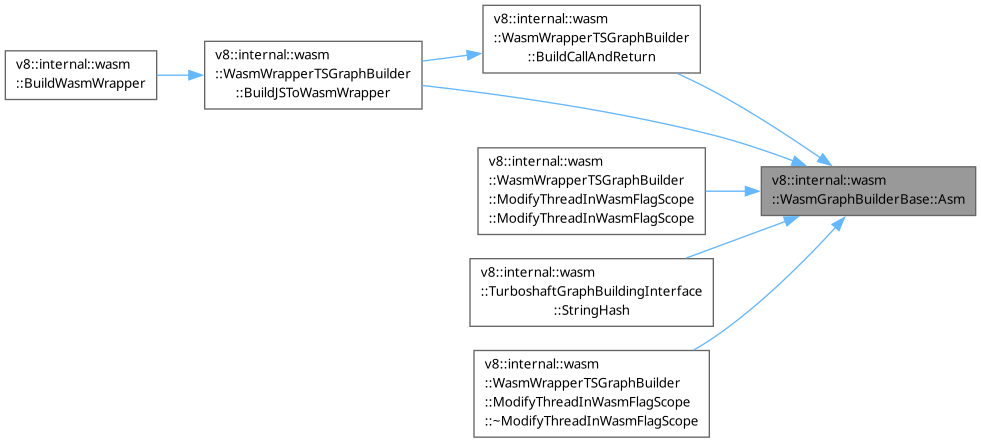 v8::internal::wasm
::BuildWasmWrapper
v8::internal::wasm
::WasmWrapperTSGraphBuilder
::BuildJSToWasmWrapper
v8::internal::wasm
::WasmWrapperTSGraphBuilder
::BuildCallAndReturn
v8::internal::wasm
::WasmWrapperTSGraphBuilder
::ModifyThreadInWasmFlagScope
::ModifyThreadInWasmFlagScope
v8::internal::wasm
::TurboshaftGraphBuildingInterface
::StringHash
v8::internal::wasm
::WasmWrapperTSGraphBuilder
::ModifyThreadInWasmFlagScope
::~ModifyThreadInWasmFlagScope
v8::internal::wasm
::WasmGraphBuilderBase::Asm